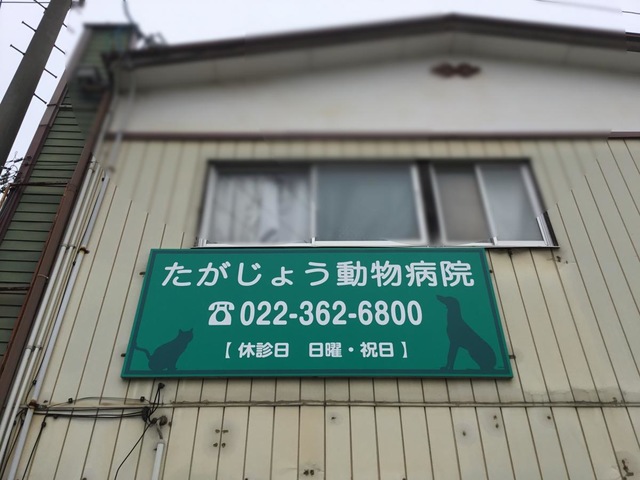 たがじょう動物病院
☎022-362-6800
【 休診日　日曜・祝日 】